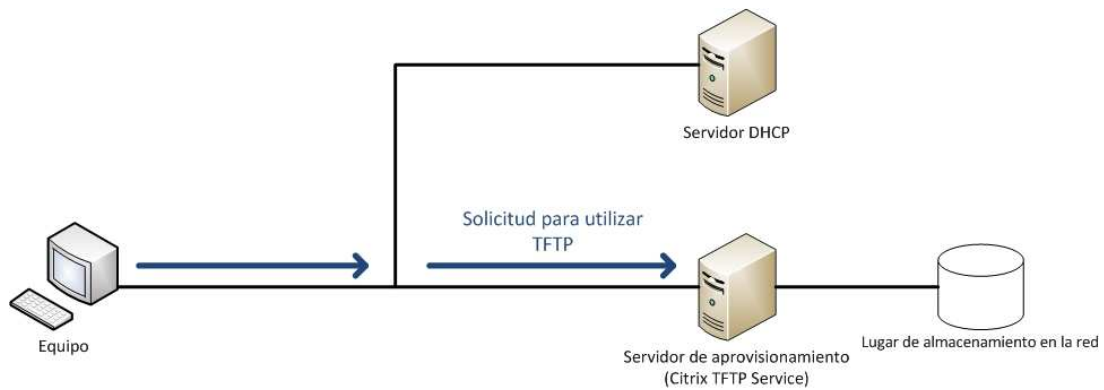 Servidor DHCP
Solicitud para utilizar
TFTP
Equipo
Servidor de aprovisionamiento
(Citrix TFTP Service)
Lugar de almacenamiento en la red